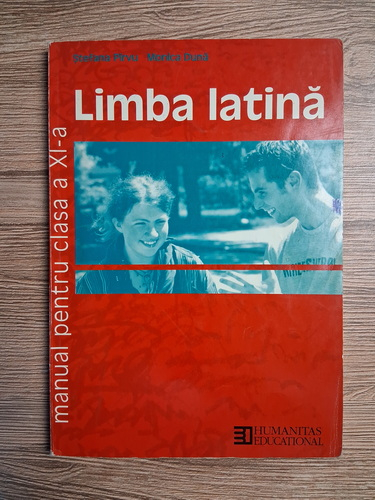 Limba latină
manual pentru clasa a XI-a
HUMANITAS
EDUCATIONAL